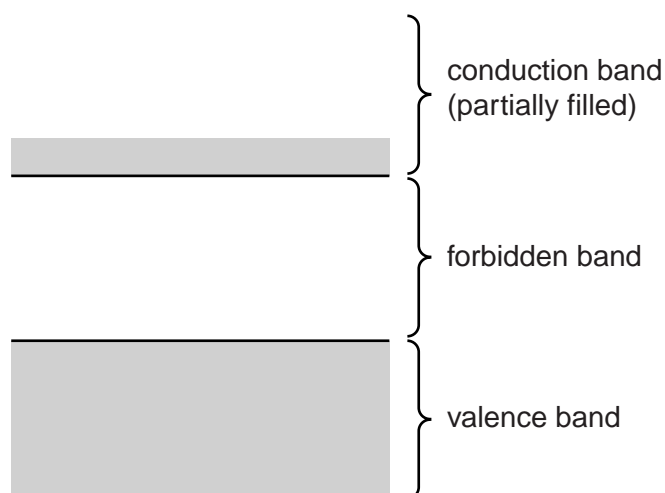 conduction band
(partially filled)
forbidden band
valence band